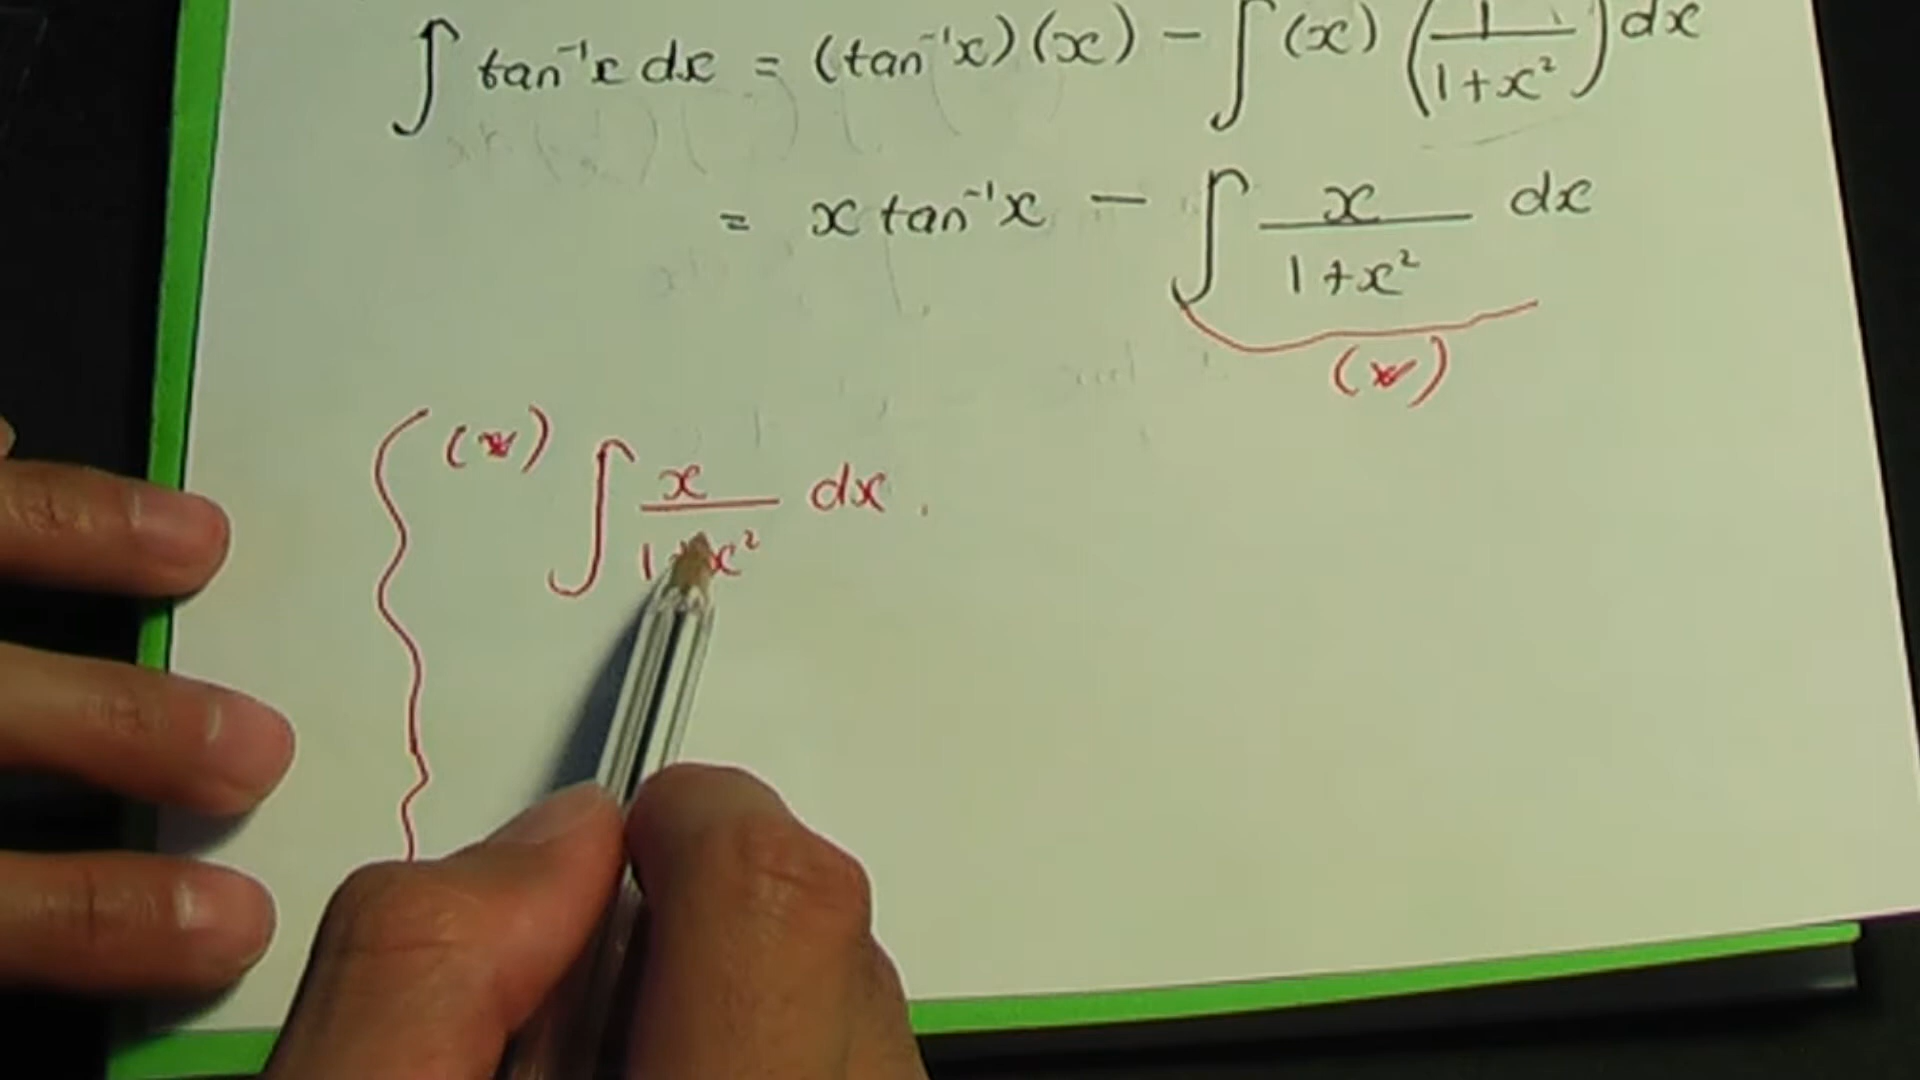 ∫ tan⁻¹x dx = (tan⁻¹x)(x) − ∫(x)(1/(1+x²))dx
= x tan⁻¹x − ∫ x/(1+x²) dx
(*)
(*) ∫ x/(1+x²) dx.